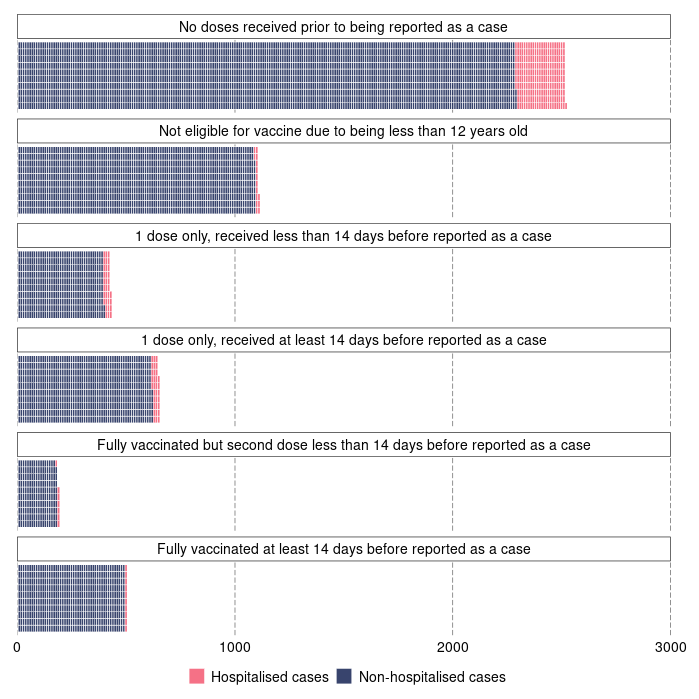 No doses received prior to being reported as a case
Not eligible for vaccine due to being less than 12 years old
1 dose only, received less than 14 days before reported as a case
1 dose only, received at least 14 days before reported as a case
Fully vaccinated but second dose less than 14 days before reported as a case
Fully vaccinated at least 14 days before reported as a case
0 1000 2000 3000
Hospitalised cases Non-hospitalised cases